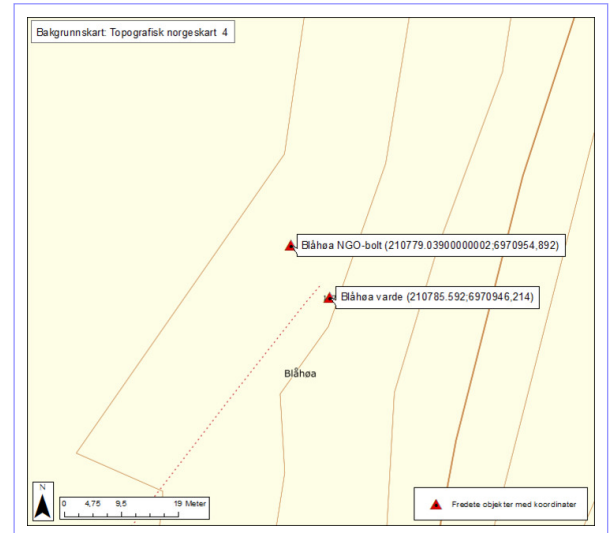 Bakgrunnskart: Topografisk norgeskart 4
Blåhøa NGO-bolt (210779.03900000002;6970954,892)
Blåhøa varde (210785.592;6970946,214)
Blåhøa
N
0 4,75 9,5 19 Meter
Fredete objekter med koordinater